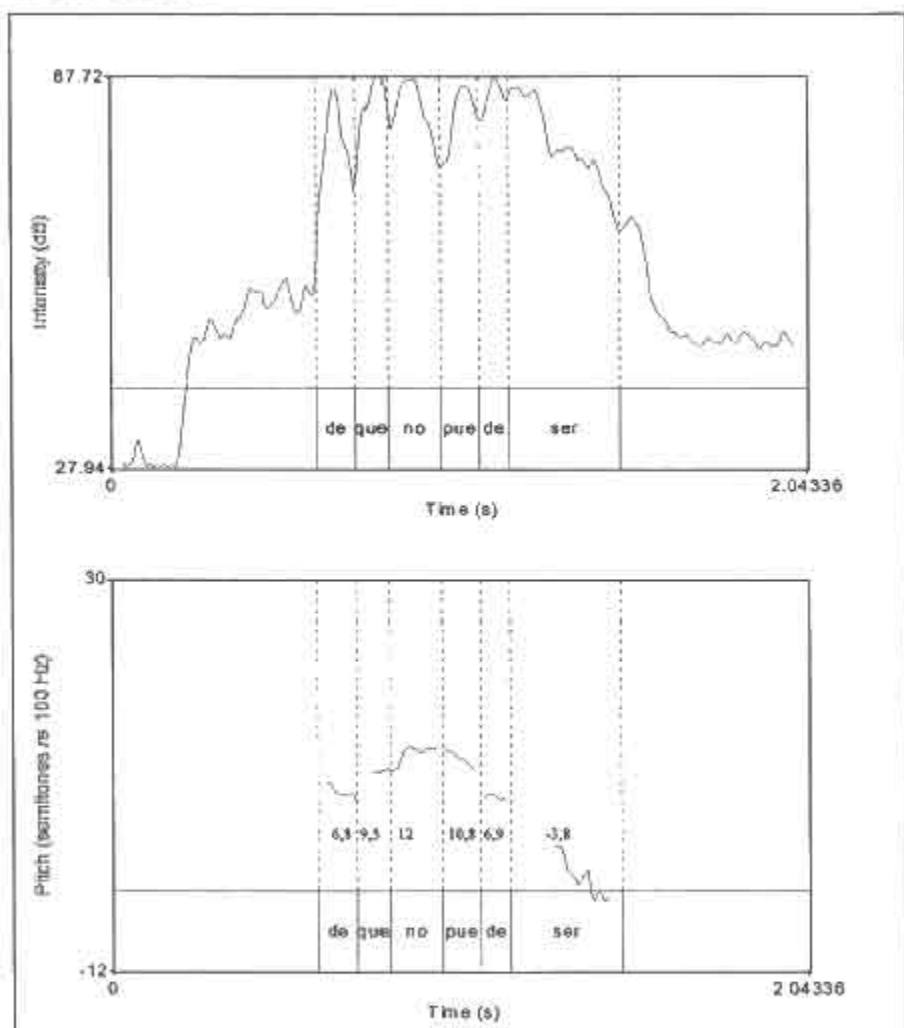 87.72
Intensity (dB)
de que no pue de ser
27.94
0 2.04336
Time (s)
30
Pitch (semitones re 100 Hz)
6,8 9,5 12 10,8 6,9 -3,8
de que no pue de ser
-12
0 2.04336
Time (s)